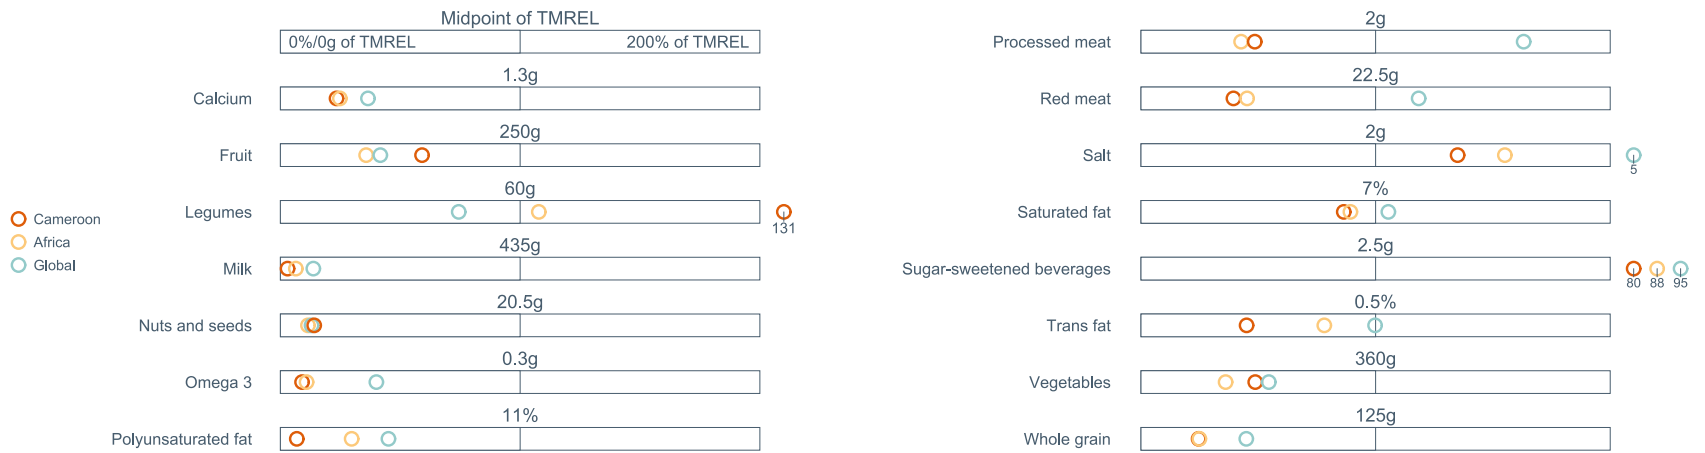 Midpoint of TMREL
0%/0g of TMREL 200% of TMREL
1.3g
Calcium
250g
Fruit
60g
Legumes
131
435g
Milk
20.5g
Nuts and seeds
0.3g
Omega 3
11%
Polyunsaturated fat
Cameroon
Africa
Global
2g
Processed meat
22.5g
Red meat
2g
Salt
5
7%
Saturated fat
2.5g
Sugar-sweetened beverages
80 88 95
0.5%
Trans fat
360g
Vegetables
125g
Whole grain